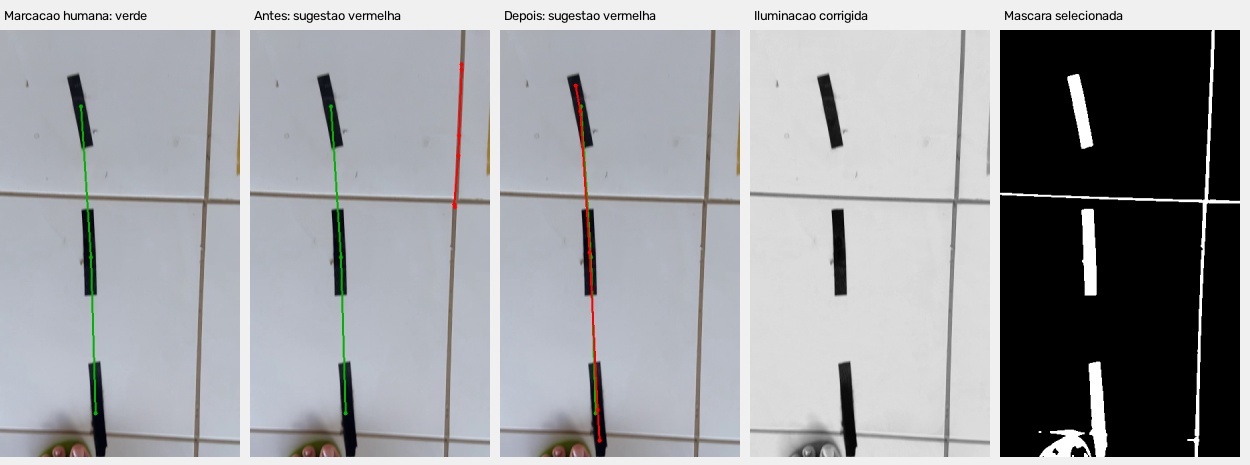 Marcacao humana: verde
Antes: sugestao vermelha
Depois: sugestao vermelha
Iluminacao corrigida
Mascara selecionada